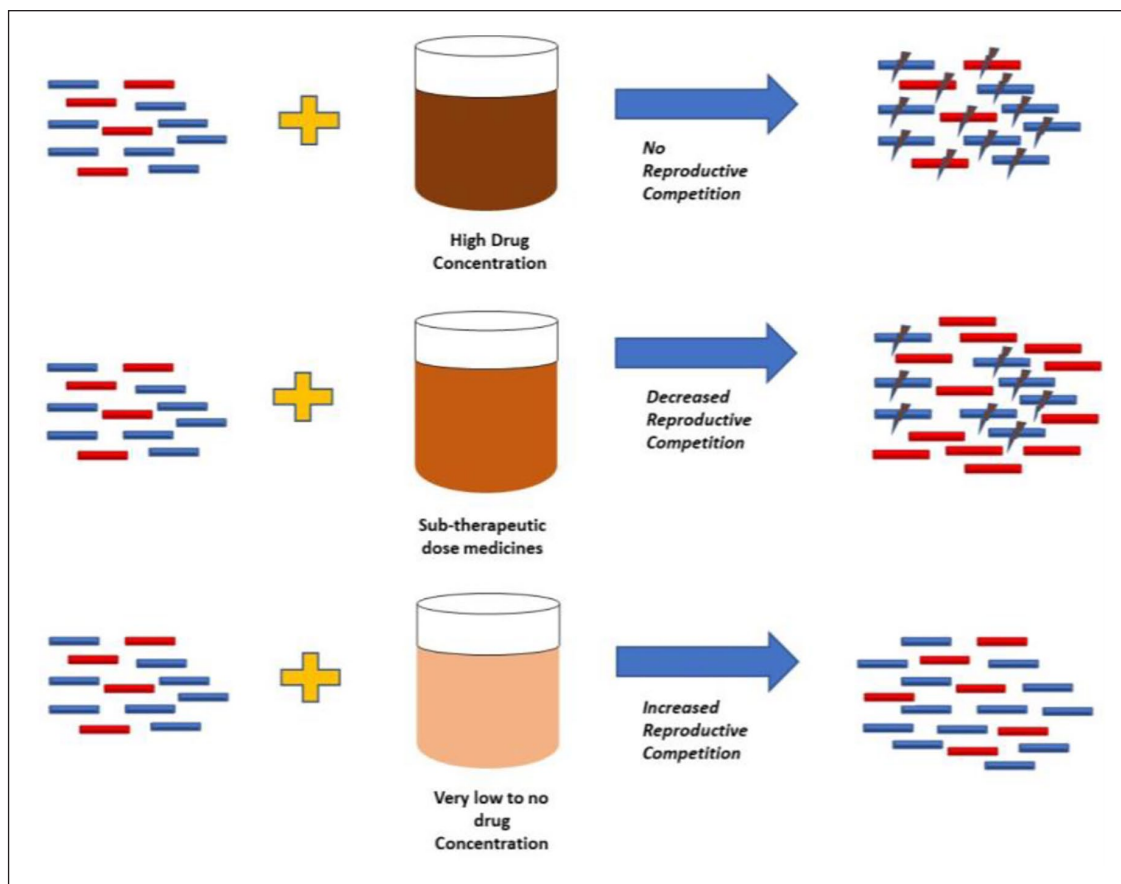 No
Reproductive
Competition
High Drug
Concentration
Decreased
Reproductive
Competition
Sub-therapeutic
dose medicines
Increased
Reproductive
Competition
Very low to no
drug
Concentration